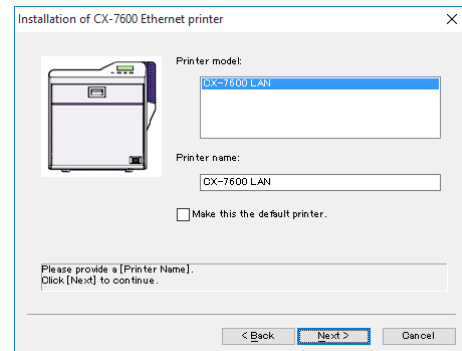 Installation of CX-7600 Ethernet printer
Printer model:
CX-7600 LAN
Printer name:
CX-7600 LAN
Make this the default printer.
Please provide a [Printer Name].
Click [Next] to continue.
< Back
Next >
Cancel